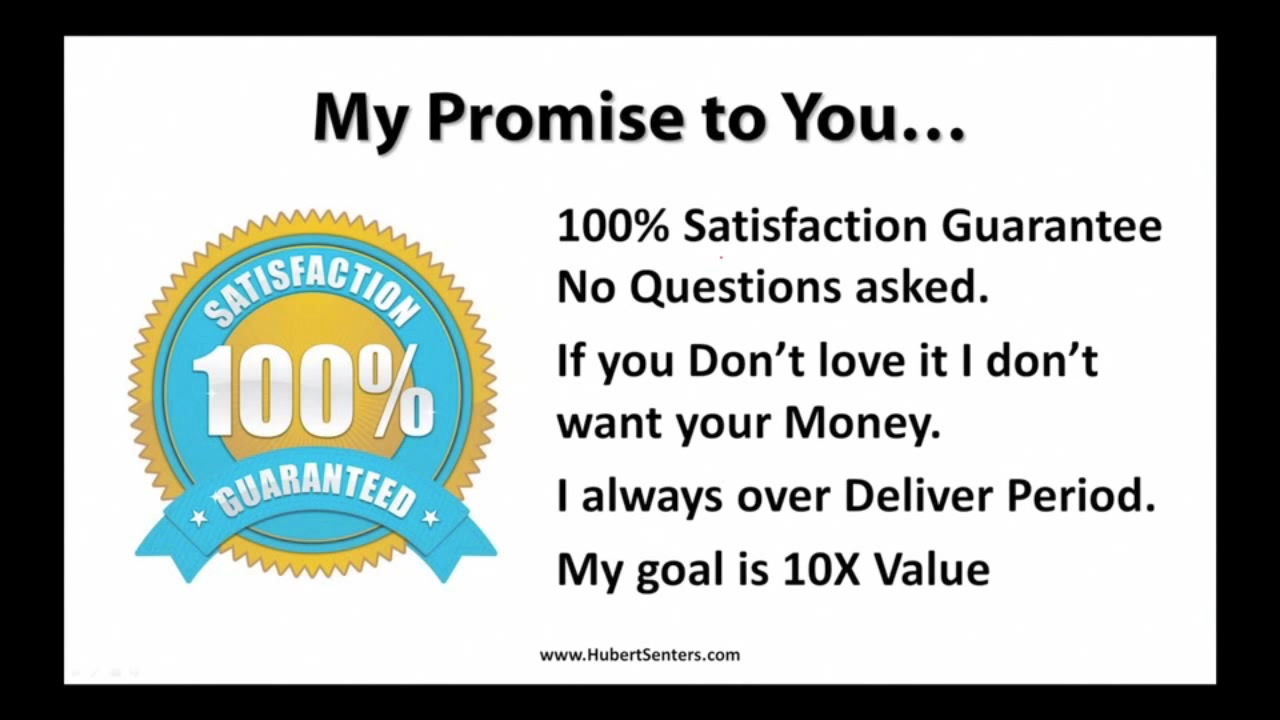 My Promise to You...
SATISFACTION
100%
GUARANTEED
100% Satisfaction Guarantee
No Questions asked.
If you Don’t love it I don’t
want your Money.
I always over Deliver Period.
My goal is 10X Value
www.HubertSenters.com